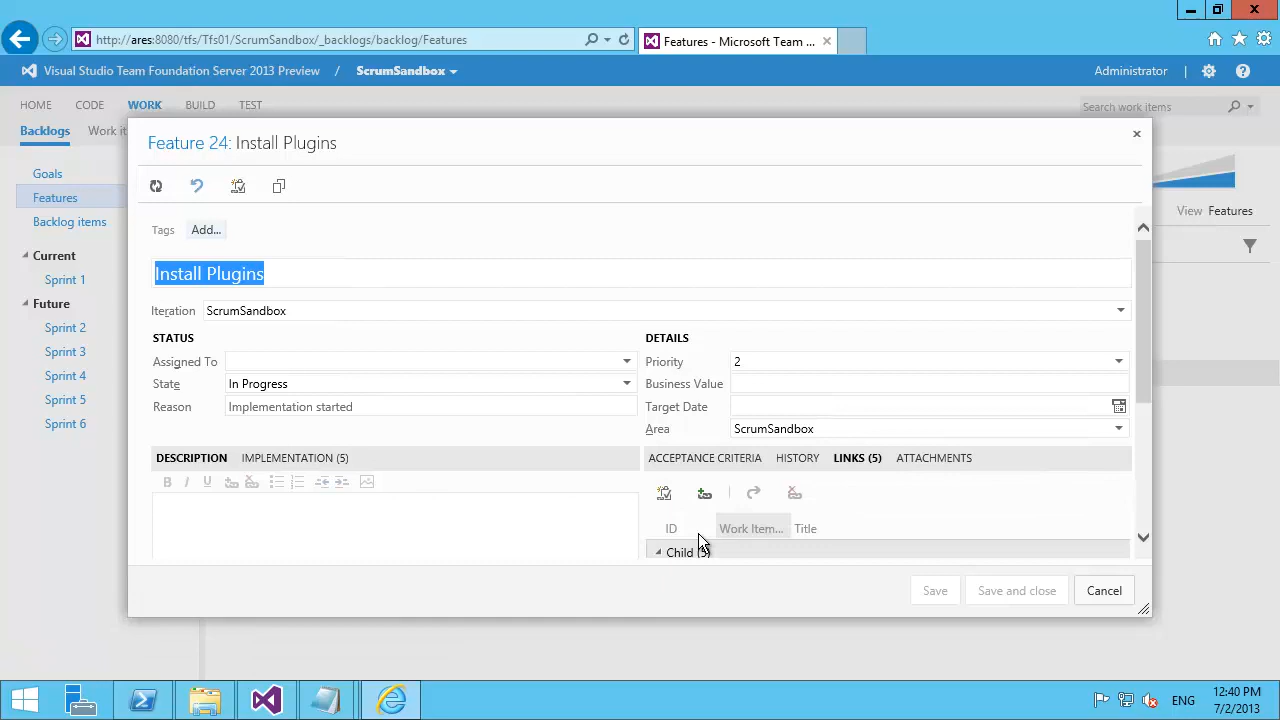 http://ares:8080/tfs/Tfs01/ScrumSandbox/_backlogs/backlog/Features
Features - Microsoft Team ...
Visual Studio Team Foundation Server 2013 Preview / ScrumSandbox
Administrator
HOME CODE WORK BUILD TEST
Search work items
Backlogs Work it
Feature 24: Install Plugins
Goals
Features
Backlog items
Current
Sprint 1
Future
Sprint 2
Sprint 3
Sprint 4
Sprint 5
Sprint 6
View Features
Tags Add...
Install Plugins
Iteration ScrumSandbox
STATUS
Assigned To
State In Progress
Reason Implementation started
DETAILS
Priority 2
Business Value
Target Date
Area ScrumSandbox
DESCRIPTION IMPLEMENTATION (5)
B I U
ACCEPTANCE CRITERIA HISTORY LINKS (5) ATTACHMENTS
ID Work Item... Title
Child
Save Save and close Cancel
ENG
12:40 PM
7/2/2013